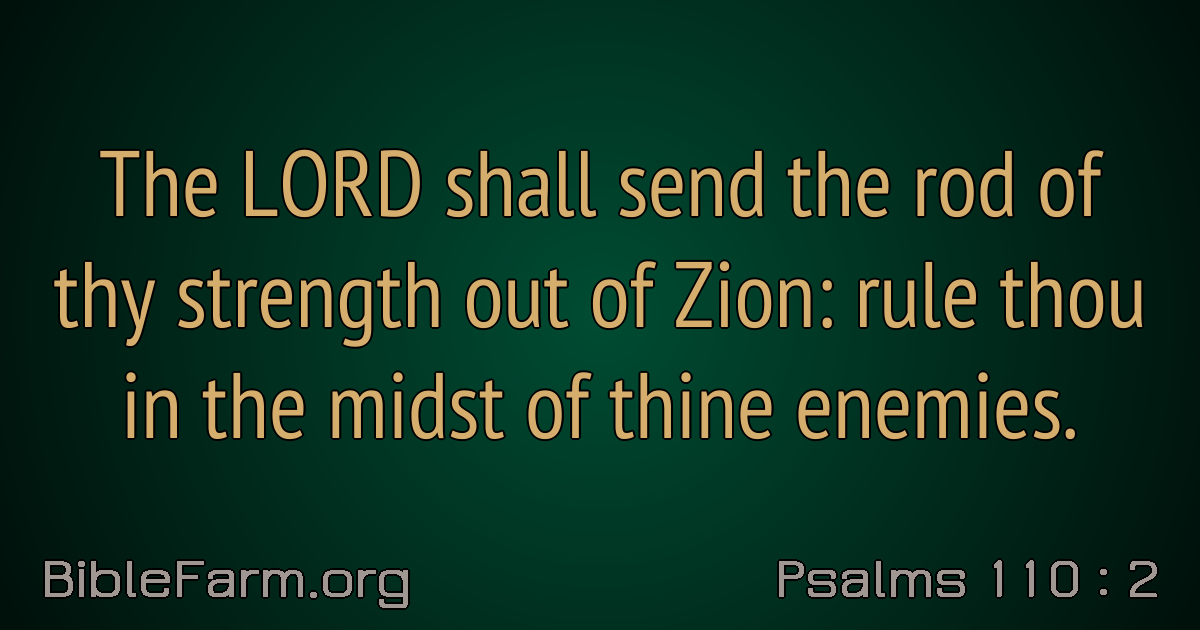 The LORD shall send the rod of
thy strength out of Zion: rule thou
in the midst of thine enemies.
BibleFarm.org
Psalms 110 : 2